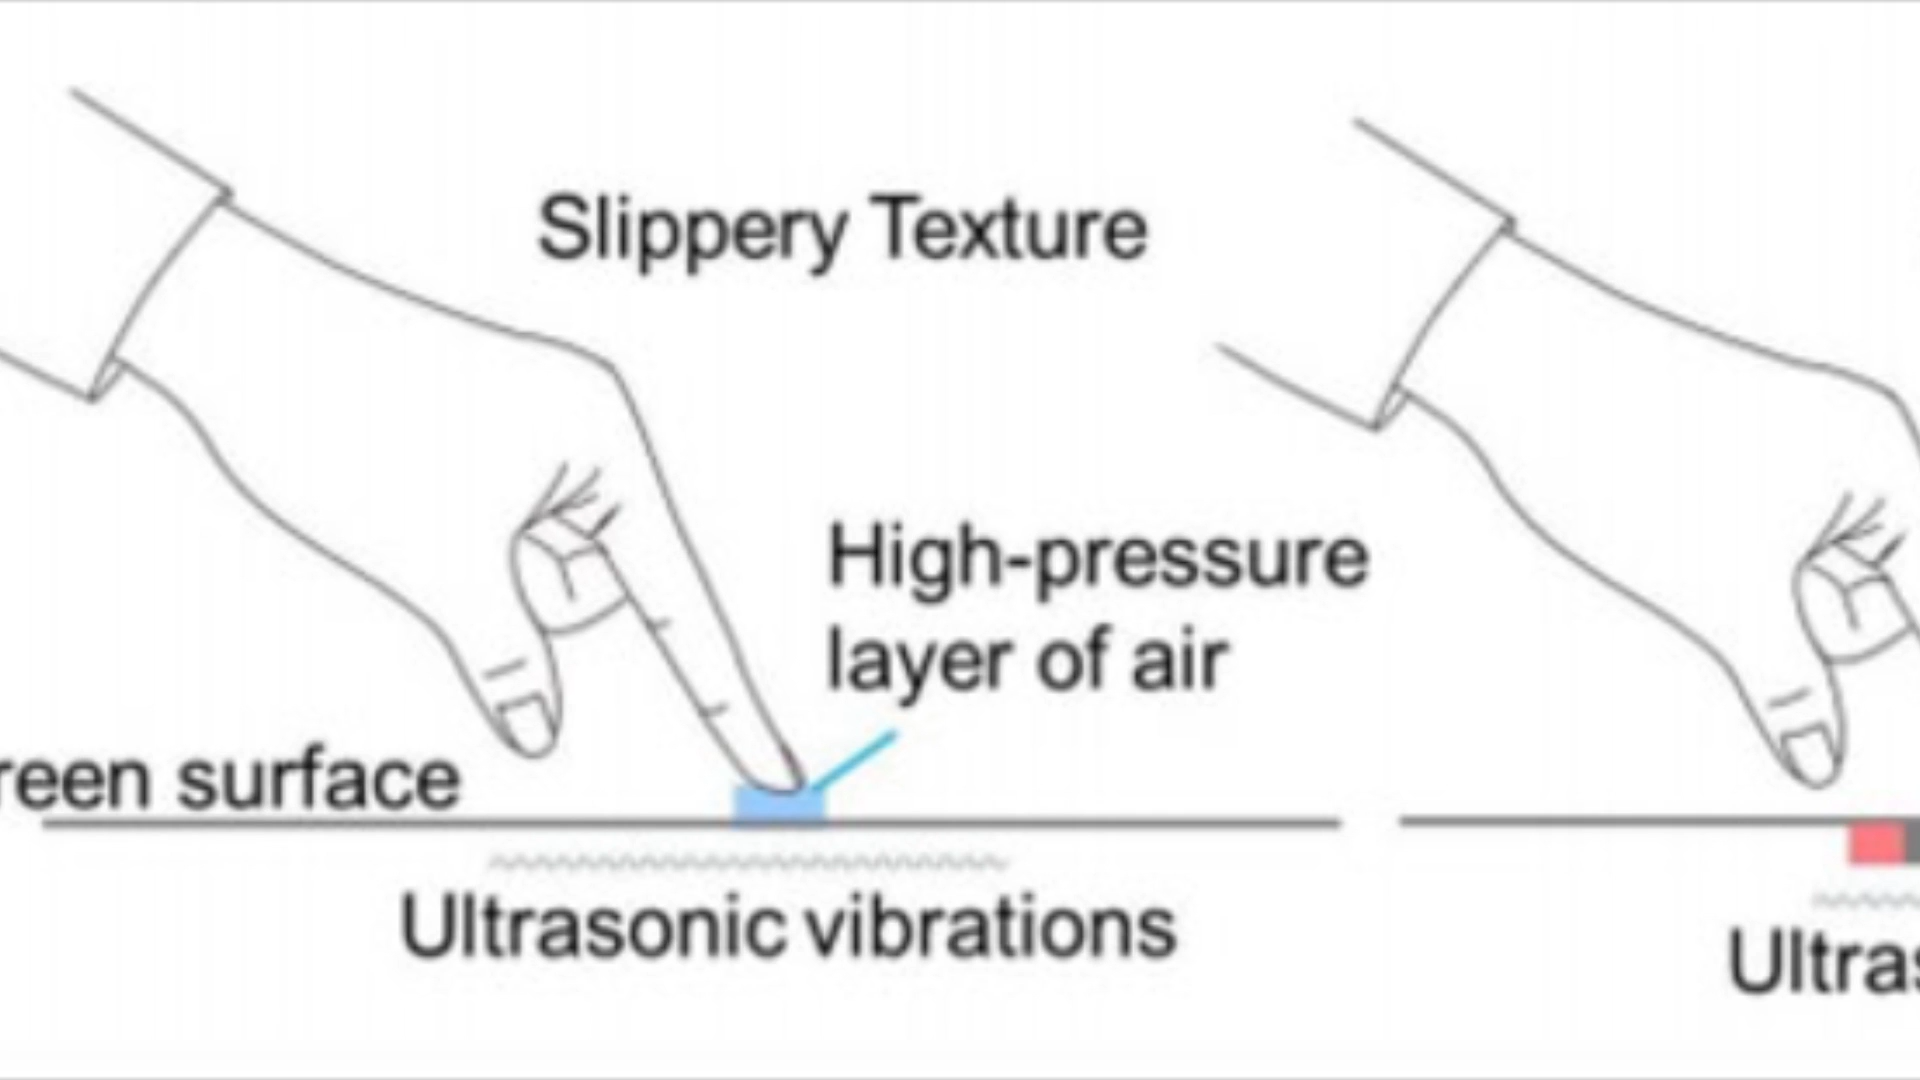 Slippery Texture
High-pressure
layer of air
reen surface
Ultrasonic vibrations
Ultras